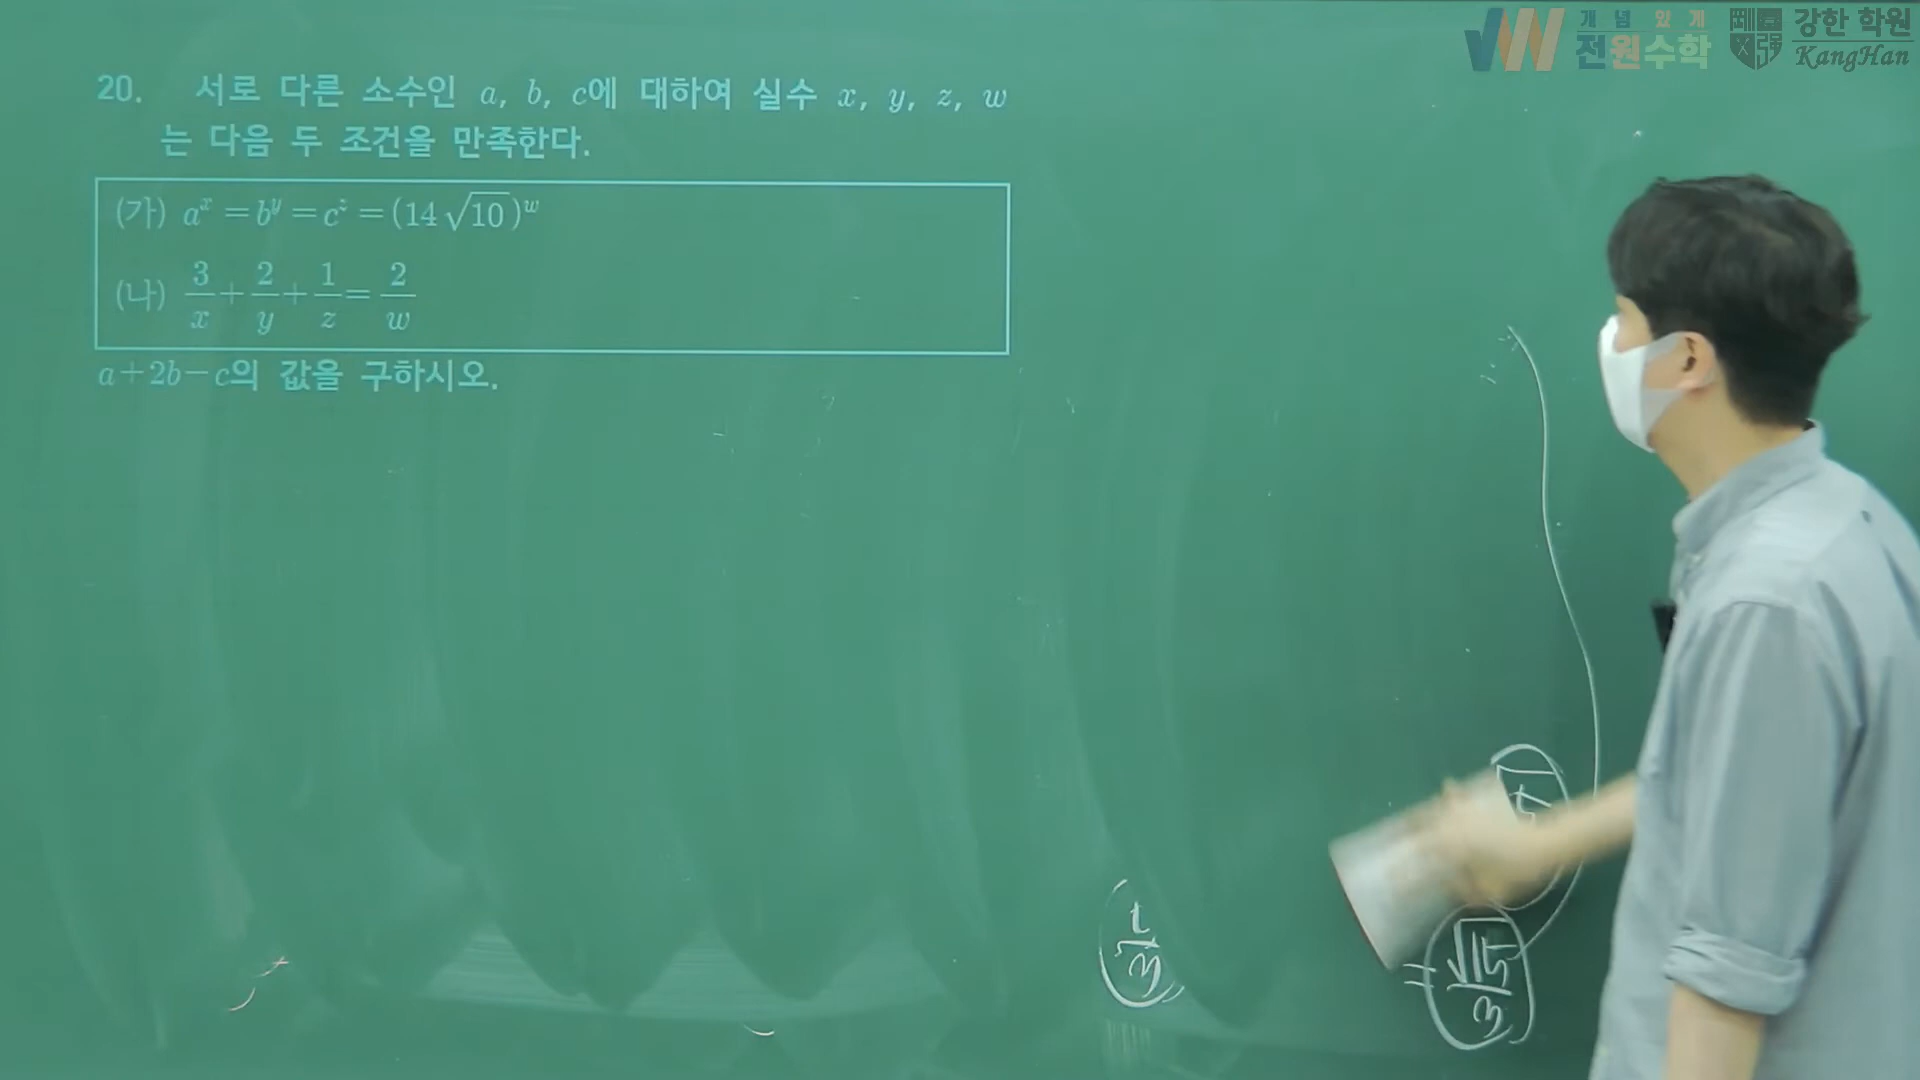 개념있게
전원수학
강한 학원
KangHan
20. 서로 다른 소수인 a, b, c에 대하여 실수 x, y, z, w
는 다음 두 조건을 만족한다.
(가) a^x = b^y = c^z = (14√10)^w
(나) 3/x + 2/y + 1/z = 2/w
a+2b−c의 값을 구하시오.
= √15/3